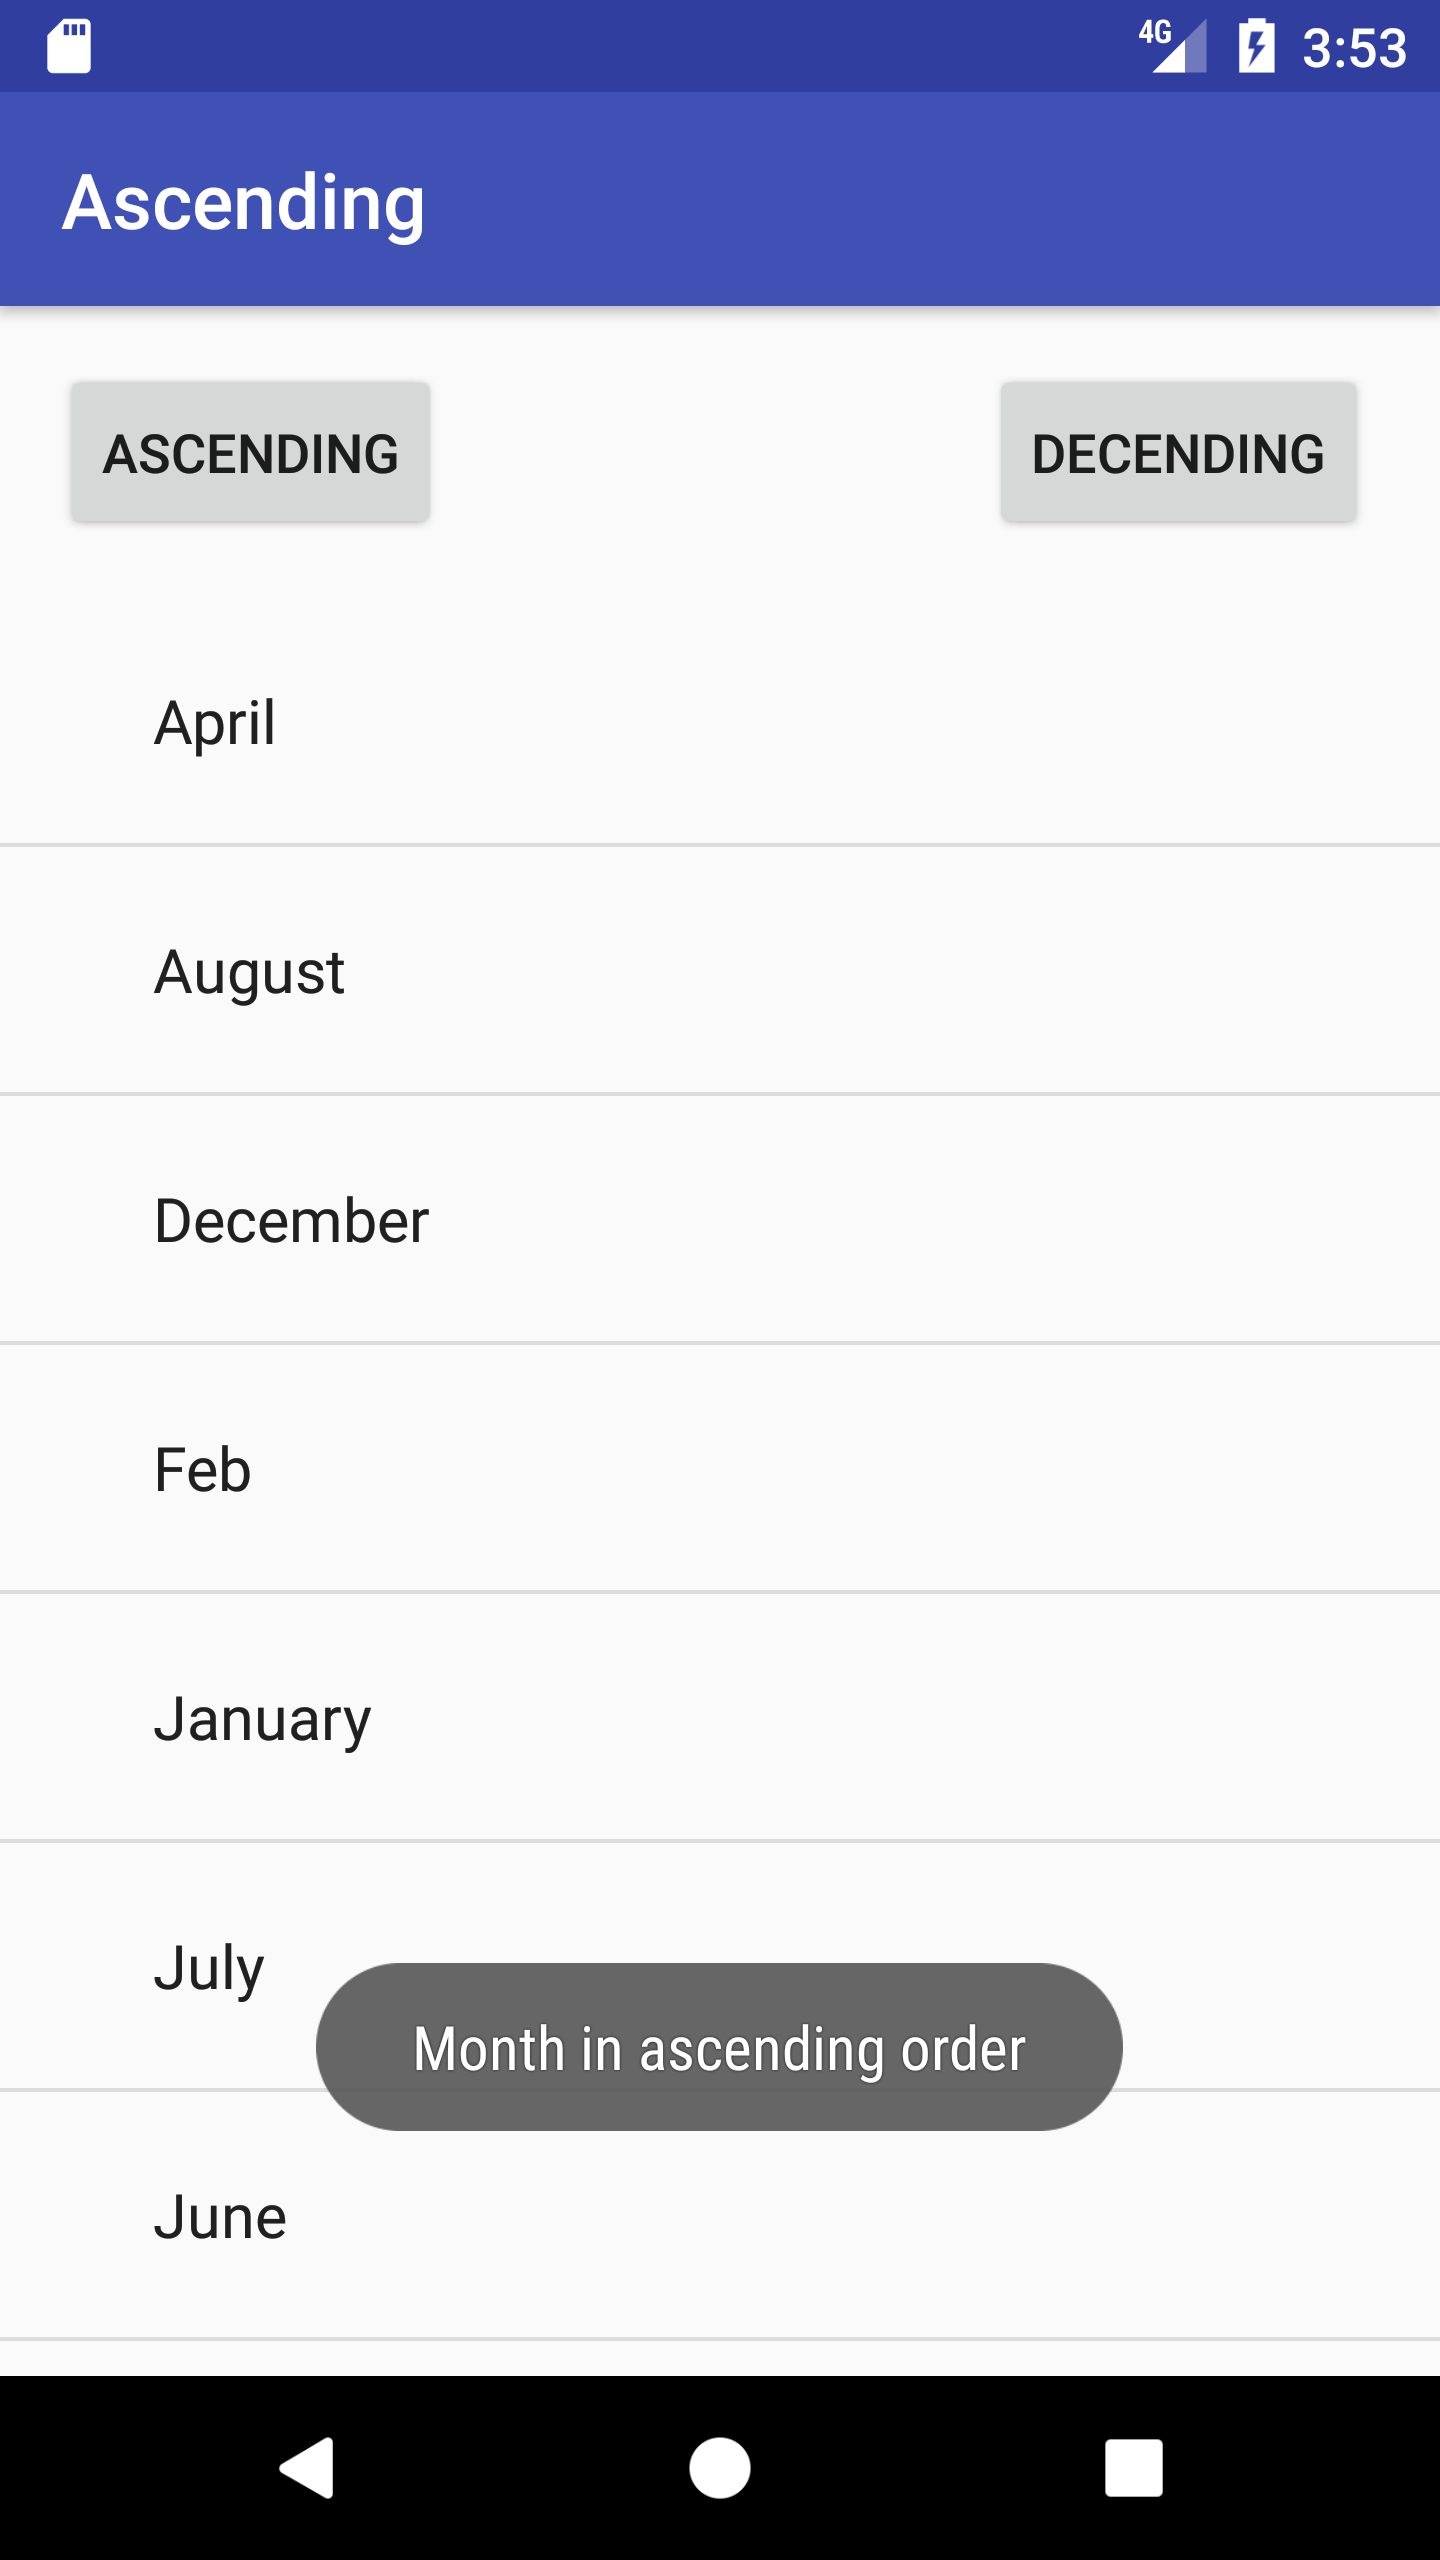 4G 3:53
Ascending
ASCENDING DECENDING
April
August
December
Feb
January
July
Month in ascending order
June